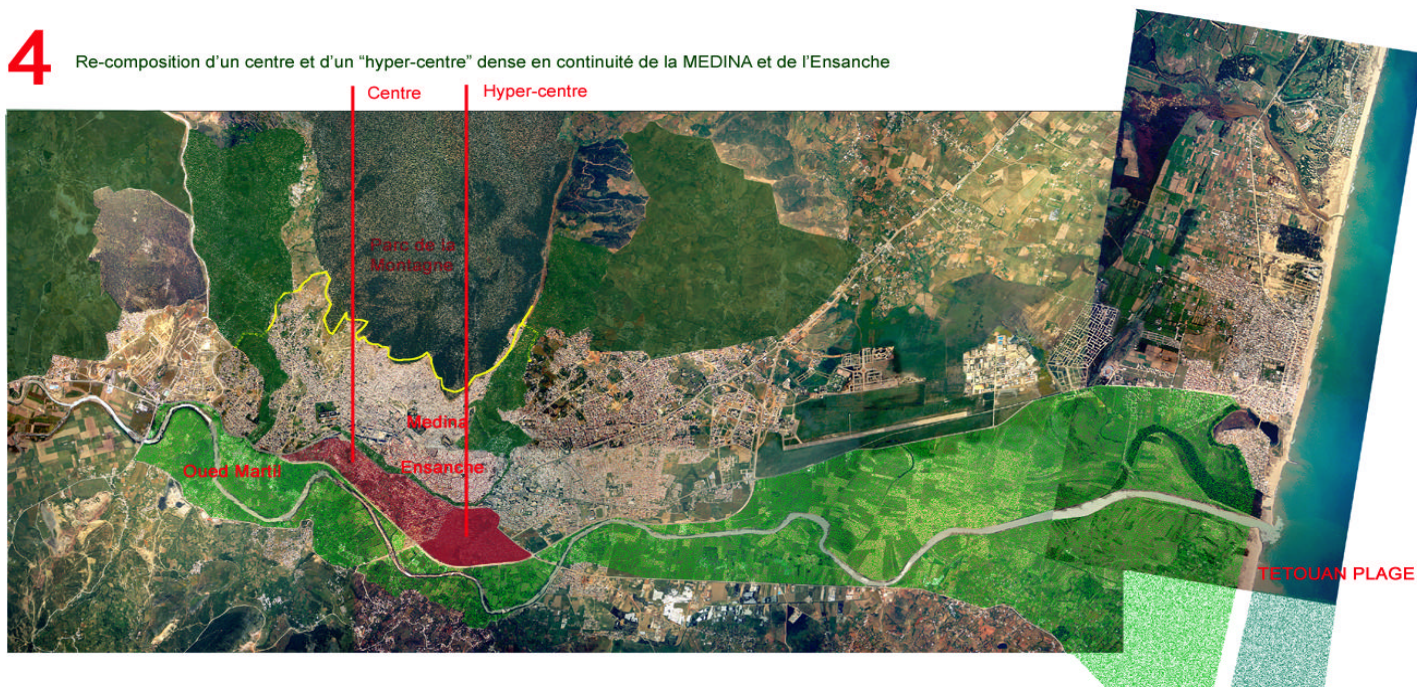 4
Re-composition d'un centre et d'un "hyper-centre" dense en continuité de la MEDINA et de l'Ensanche
Centre
Hyper-centre
Parc de la
Montagne
Medina
Ensanche
Oued Martil
TETOUAN PLAGE